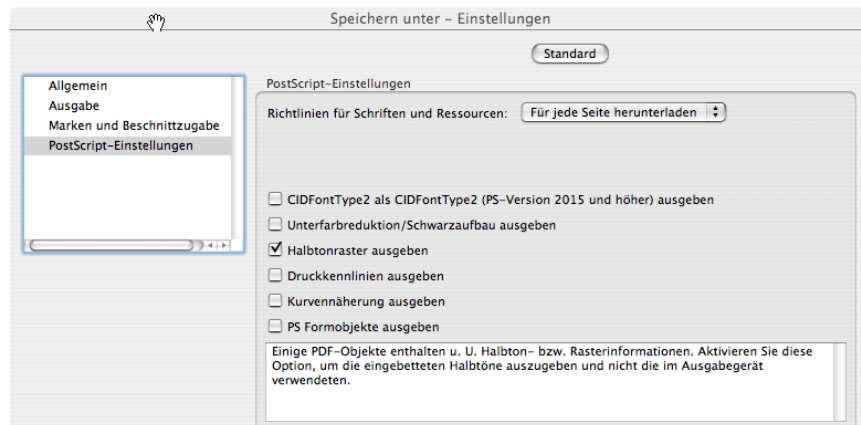 Speichern unter – Einstellungen
Standard
Allgemein
Ausgabe
Marken und Beschnittzugabe
PostScript-Einstellungen
PostScript-Einstellungen
Richtlinien für Schriften und Ressourcen: Für jede Seite herunterladen
CIDFontType2 als CIDFontType2 (PS-Version 2015 und höher) ausgeben
Unterfarbreduktion/Schwarzaufbau ausgeben
Halbtonraster ausgeben
Druckkennlinien ausgeben
Kurvennäherung ausgeben
PS Formobjekte ausgeben
Einige PDF-Objekte enthalten u. U. Halbton- bzw. Rasterinformationen. Aktivieren Sie diese
Option, um die eingebetteten Halbtöne auszugeben und nicht die im Ausgabegerät
verwendeten.